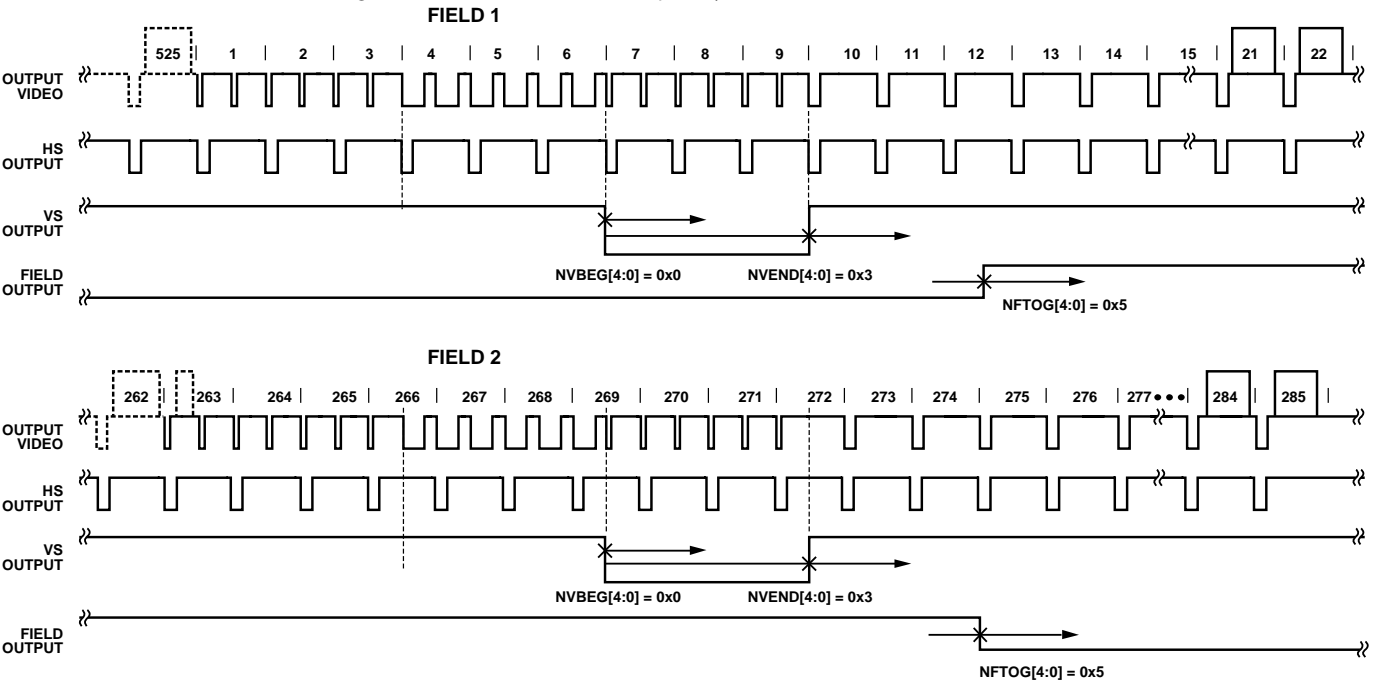 FIELD 1
525 1 2 3 4 5 6 7 8 9 10 11 12 13 14 15 21 22
OUTPUT
VIDEO
HS
OUTPUT
VS
OUTPUT
NVBEG[4:0] = 0x0 NVEND[4:0] = 0x3
FIELD
OUTPUT
NFTOG[4:0] = 0x5
FIELD 2
262 263 264 265 266 267 268 269 270 271 272 273 274 275 276 277 ••• 284 285
OUTPUT
VIDEO
HS
OUTPUT
VS
OUTPUT
NVBEG[4:0] = 0x0 NVEND[4:0] = 0x3
FIELD
OUTPUT
NFTOG[4:0] = 0x5